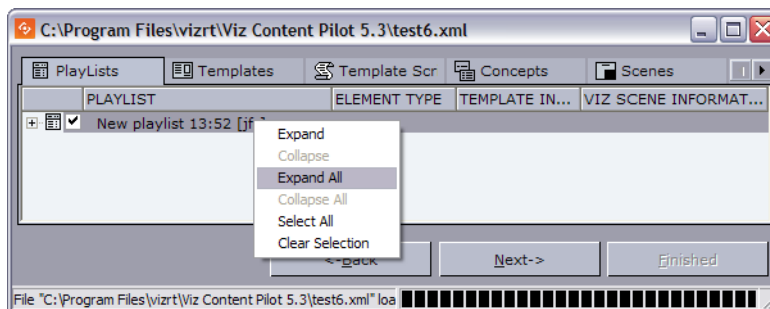 C:\Program Files\vizrt\Viz Content Pilot 5.3\test6.xml
PlayLists Templates Template Scr Concepts Scenes
PLAYLIST ELEMENT TYPE TEMPLATE IN... VIZ SCENE INFORMAT...
New playlist 13:52
Expand
Collapse
Expand All
Collapse All
Select All
Clear Selection
<-Back Next-> Finished
File "C:\Program Files\vizrt\Viz Content Pilot 5.3\test6.xml" loa